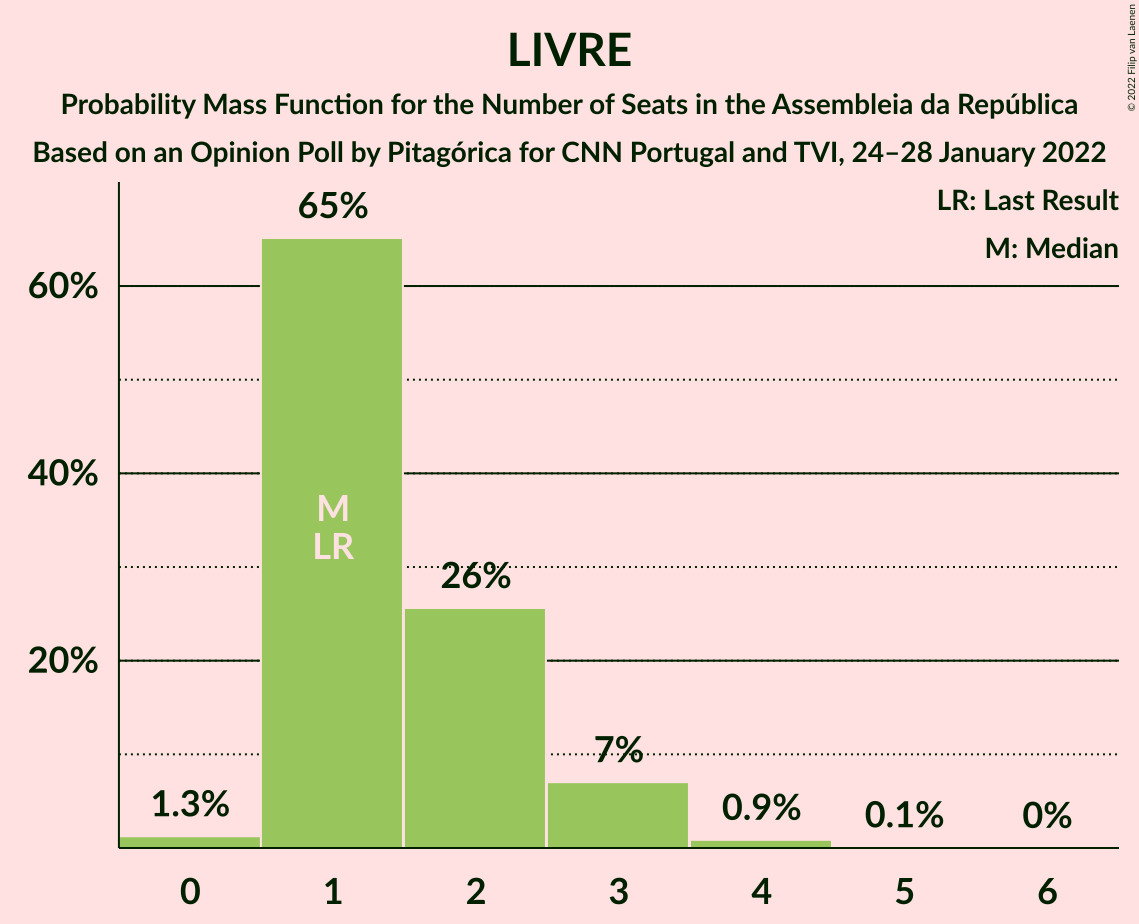 LIVRE
Probability Mass Function for the Number of Seats in the Assembleia da República
Based on an Opinion Poll by Pitagórica for CNN Portugal and TVI, 24–28 January 2022
© 2022 Filip van Laenen
LR: Last Result
M: Median
65%
60%
40%
M
LR
26%
20%
7%
1.3%
0.9%
0.1%
0%
0 1 2 3 4 5 6